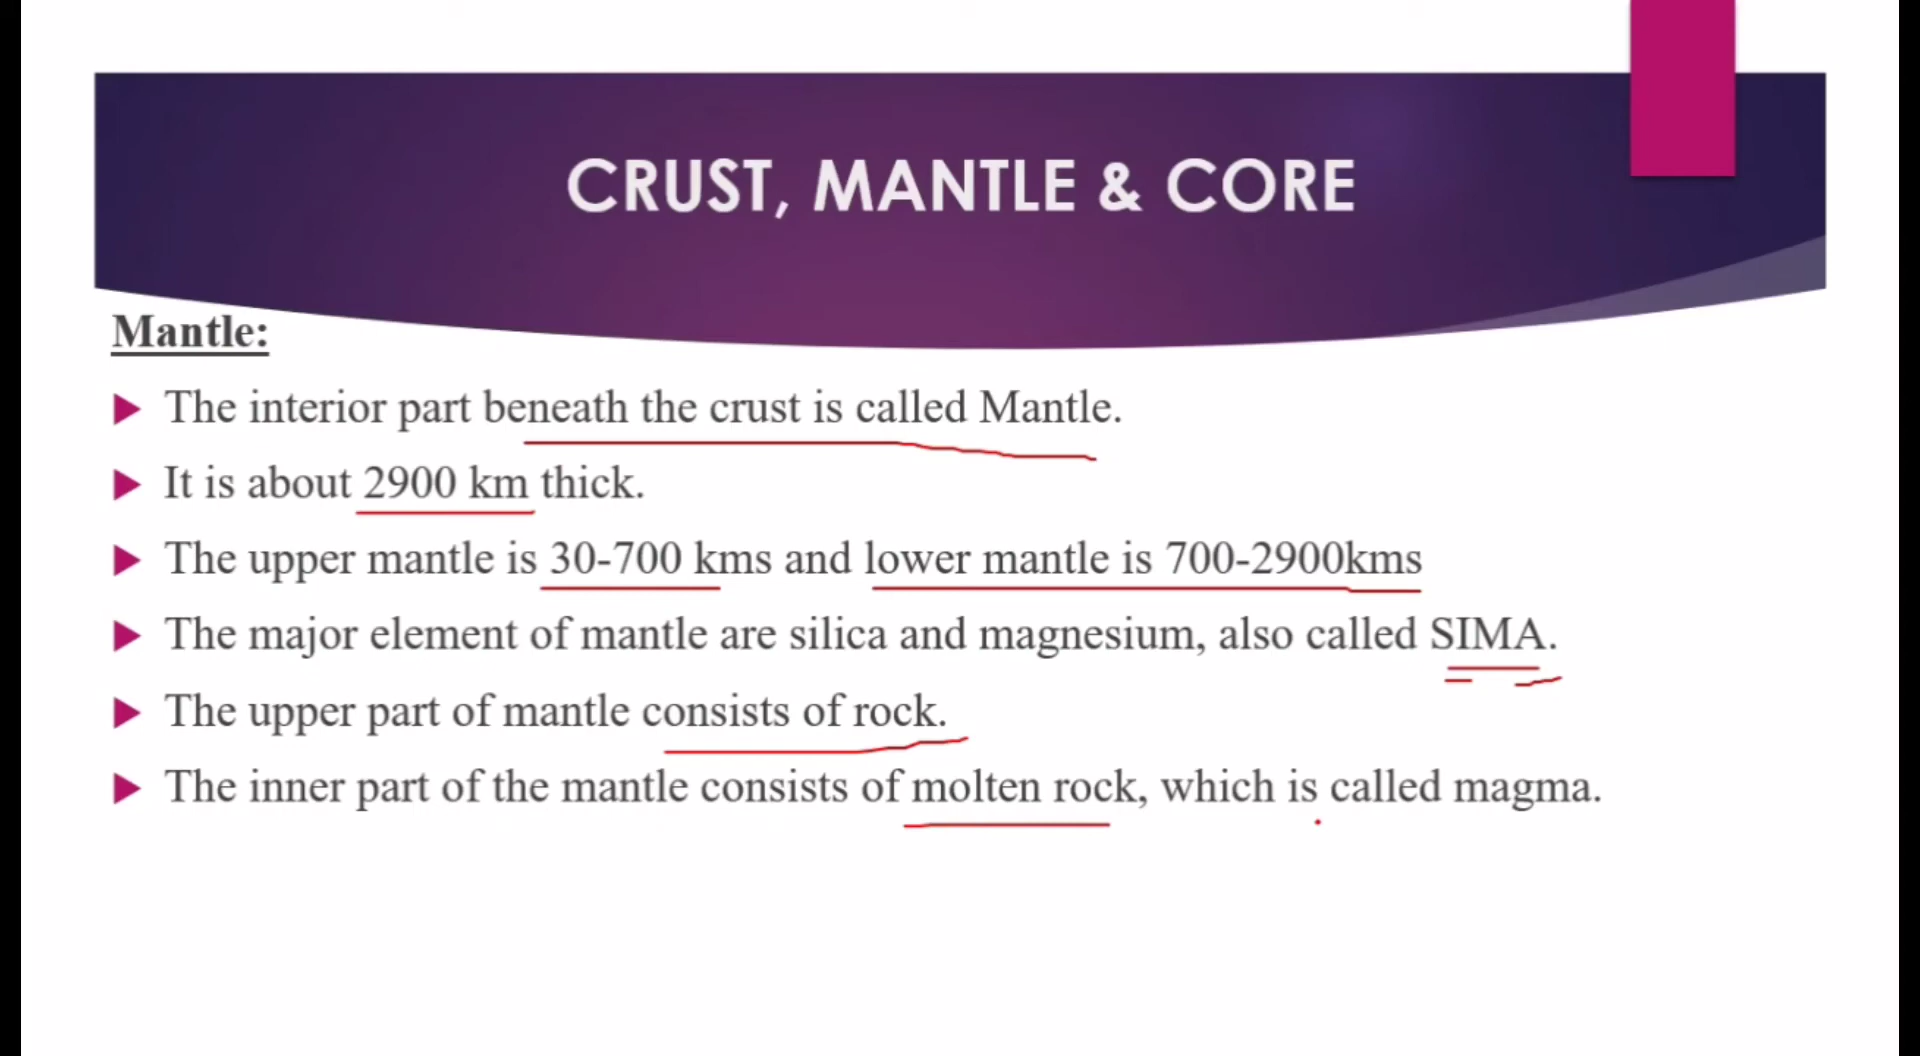 CRUST, MANTLE & CORE
Mantle:
The interior part beneath the crust is called Mantle.
It is about 2900 km thick.
The upper mantle is 30-700 kms and lower mantle is 700-2900kms
The major element of mantle are silica and magnesium, also called SIMA.
The upper part of mantle consists of rock.
The inner part of the mantle consists of molten rock, which is called magma.